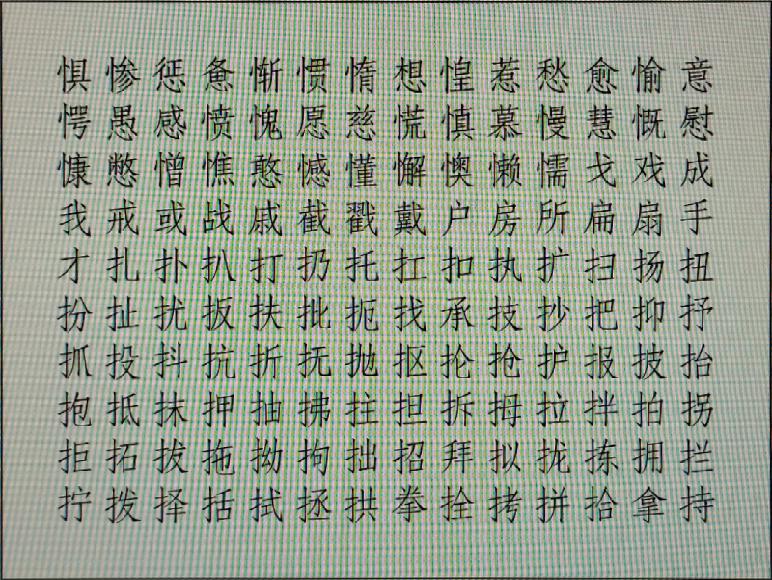 惧惨惩惫惭惯惰想惶惹愁愈愉意
愕愚感愤愧愿慈慌慎慕慢慧慨慰
慷憋憎憔憨憾懂懈懊懒懦戈戏成
我戒或战戚截戳戴户房所扁扇手
才扎扑扒打扔托扛扣执扩扫扬扭
扮扯扰扳扶批扼找承技抄把抑抒
抓投抖抗折抚抛抠抡抢护报披抬
抱抵抹押抽拂拄担拆拇拉拌拍拐
拒拓拔拖拗拘拙招拜拟拢拣拥拦
拧拨择括拭拯拱拳拴拷拼拾拿持